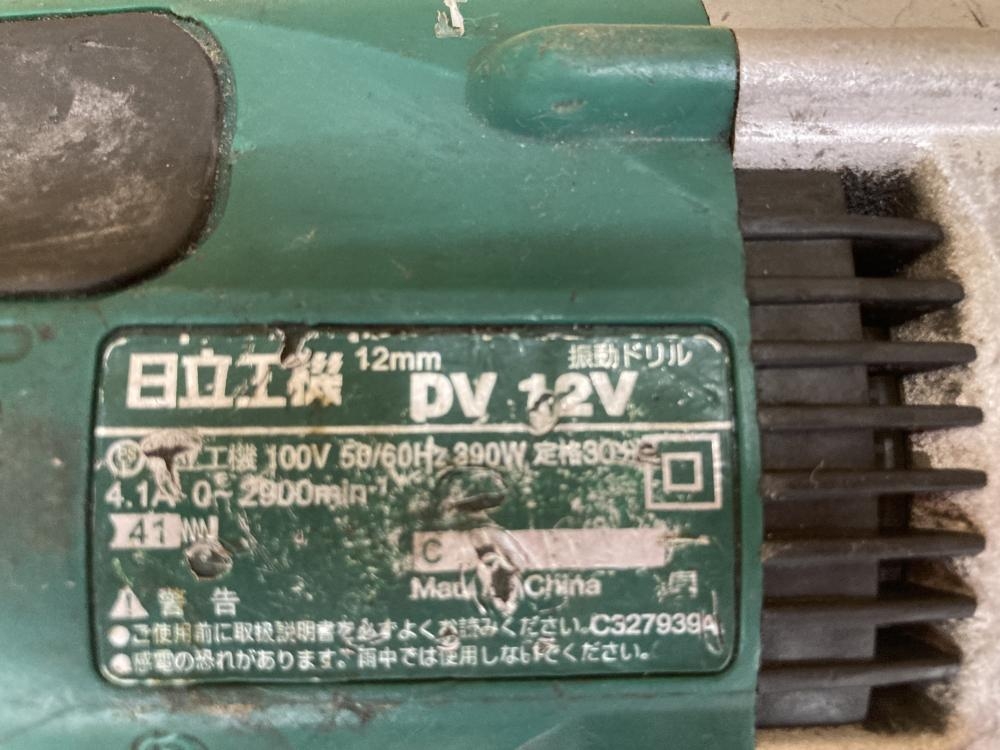 日立工機 12mm 振動ドリル
DV 12V
PS 立工機 100V 50/60Hz 390W 定格30分
4.1A 0~2900min⁻¹
41
C
Made China
警告
●ご使用前に取扱説明書を必ずよくお読みください。C327939
●感電の恐れがあります。雨中では使用しないでください。